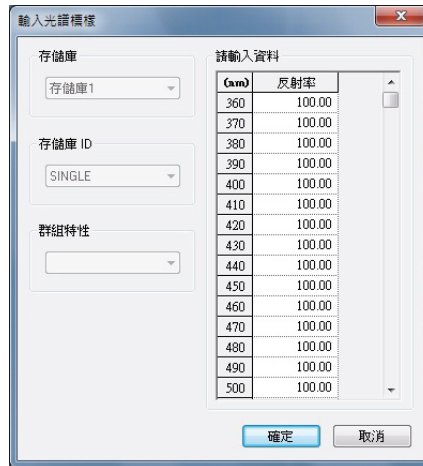 輸入光譜標樣
存儲庫
存儲庫1
存儲庫 ID
SINGLE
群組特性
請輸入資料
(nm) 反射率
360 100.00
370 100.00
380 100.00
390 100.00
400 100.00
410 100.00
420 100.00
430 100.00
440 100.00
450 100.00
460 100.00
470 100.00
480 100.00
490 100.00
500 100.00
確定 取消